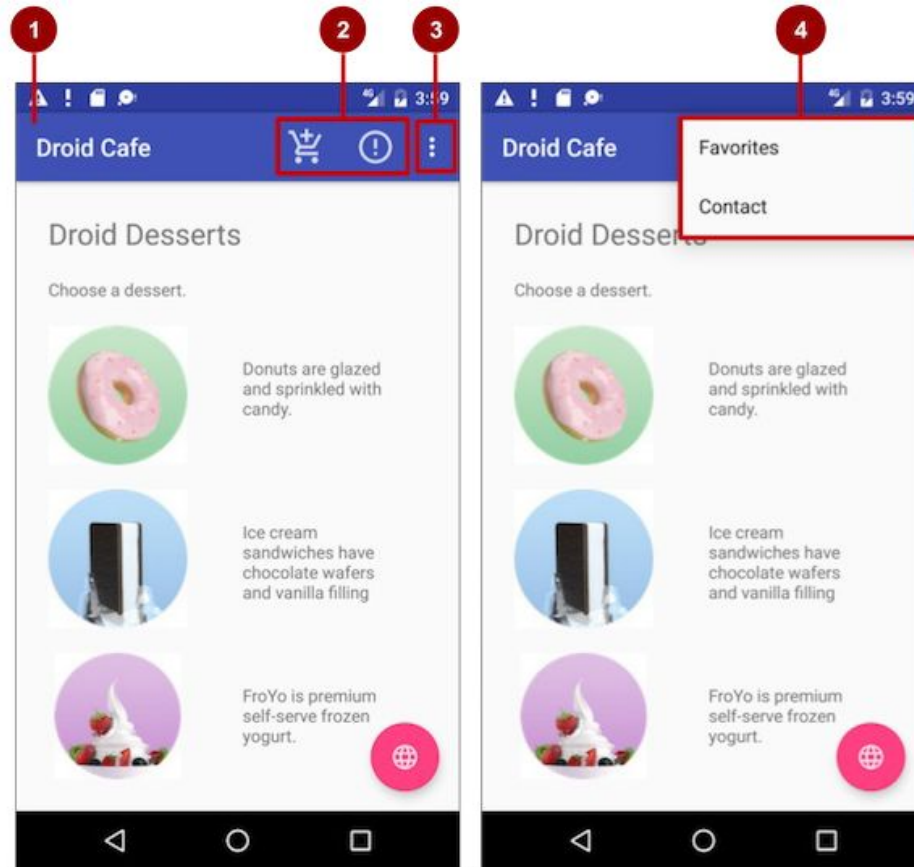 1
2
3
4
4G 3:59
Droid Cafe
Droid Desserts
Choose a dessert.
Donuts are glazed
and sprinkled with
candy.
Ice cream
sandwiches have
chocolate wafers
and vanilla filling
FroYo is premium
self-serve frozen
yogurt.
4G 3:59
Droid Cafe
Favorites
Contact
Choose a dessert.
Donuts are glazed
and sprinkled with
candy.
Ice cream
sandwiches have
chocolate wafers
and vanilla filling
FroYo is premium
self-serve frozen
yogurt.